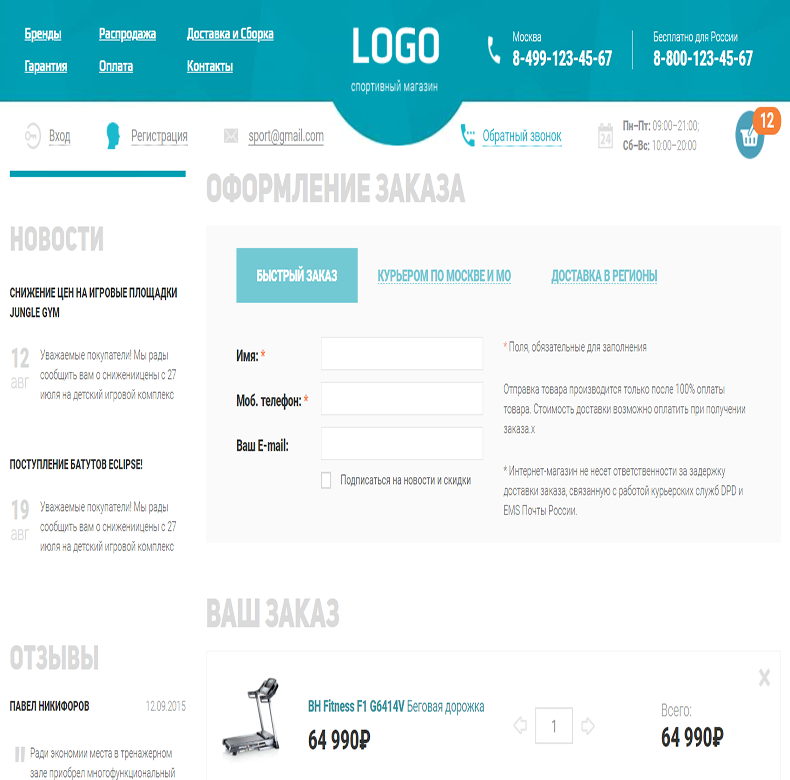 Бренды Распродажа Доставка и Сборка
Гарантия Оплата Контакты
LOGO
спортивный магазин
Москва
8-499-123-45-67
Бесплатно для России
8-800-123-45-67
Вход Регистрация sport@gmail.com Обратный звонок
24
Пн–Пт: 09:00–21:00;
Сб–Вс: 10:00–20:00
12
НОВОСТИ
СНИЖЕНИЕ ЦЕН НА ИГРОВЫЕ ПЛОЩАДКИ
JUNGLE GYM
12
авг
Уважаемые покупатели! Мы рады
сообщить вам о снижениицены с 27
июля на детский игровой комплекс
ПОСТУПЛЕНИЕ БАТУТОВ ECLIPSE!
19
авг
Уважаемые покупатели! Мы рады
сообщить вам о снижениицены с 27
июля на детский игровой комплекс
ОТЗЫВЫ
ПАВЕЛ НИКИФОРОВ 12.09.2015
Ради экономии места в тренажерном
зале приобрел многофункциональный
ОФОРМЛЕНИЕ ЗАКАЗА
БЫСТРЫЙ ЗАКАЗ КУРЬЕРОМ ПО МОСКВЕ И МО ДОСТАВКА В РЕГИОНЫ
Имя: *
Моб. телефон: *
Ваш E-mail:
Подписаться на новости и скидки
* Поля, обязательные для заполнения
Отправка товара производится только после 100% оплаты
товара. Стоимость доставки возможно оплатить при получении
заказа.x
* Интернет-магазин не несет ответственности за задержку
доставки заказа, связанную с работой курьерских служб DPD и
EMS Почты России.
ВАШ ЗАКАЗ
BH Fitness F1 G6414V Беговая дорожка
64 990₽
1
Всего:
64 990₽